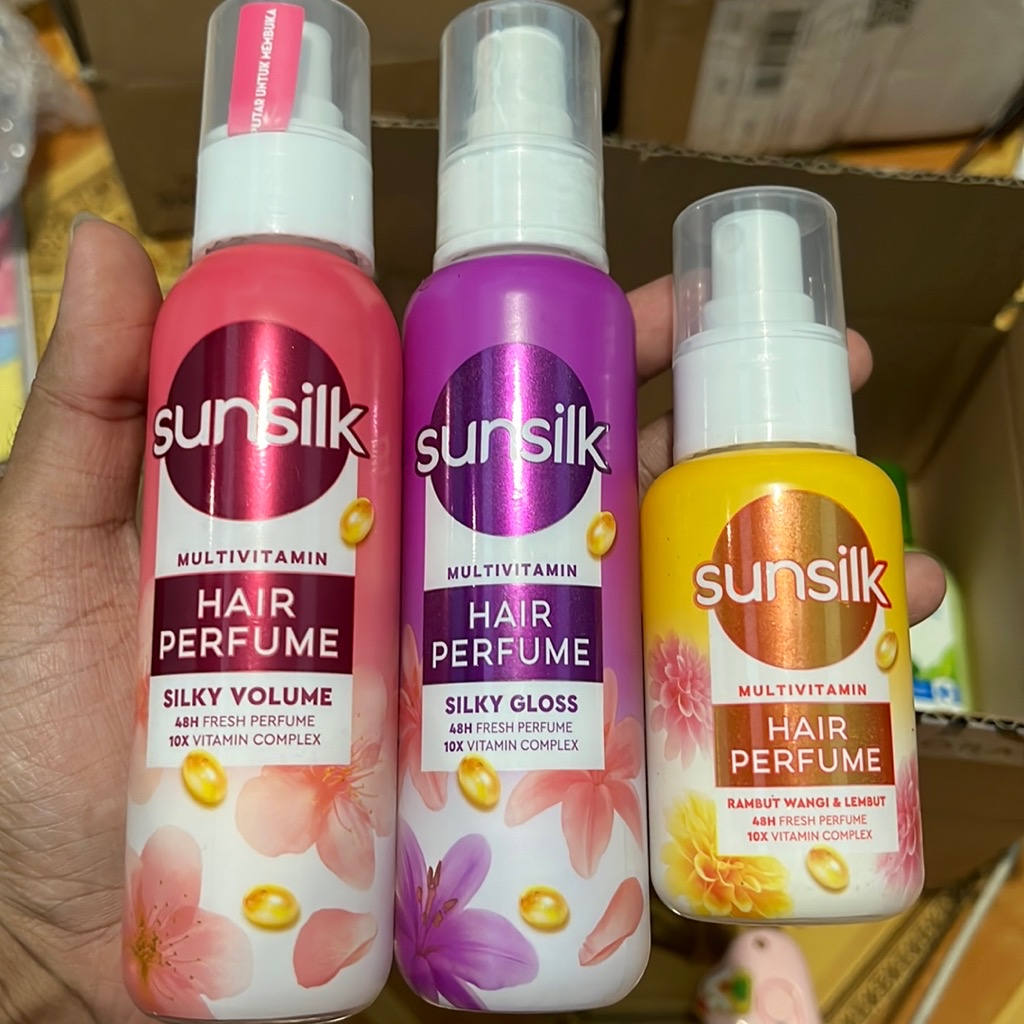 PUTAR UNTUK MEMBUKA
sunsilk
MULTIVITAMIN
HAIR
PERFUME
SILKY VOLUME
48H FRESH PERFUME
10X VITAMIN COMPLEX
sunsilk
MULTIVITAMIN
HAIR
PERFUME
SILKY GLOSS
48H FRESH PERFUME
10X VITAMIN COMPLEX
sunsilk
MULTIVITAMIN
HAIR
PERFUME
RAMBUT WANGI & LEMBUT
48H FRESH PERFUME
10X VITAMIN COMPLEX